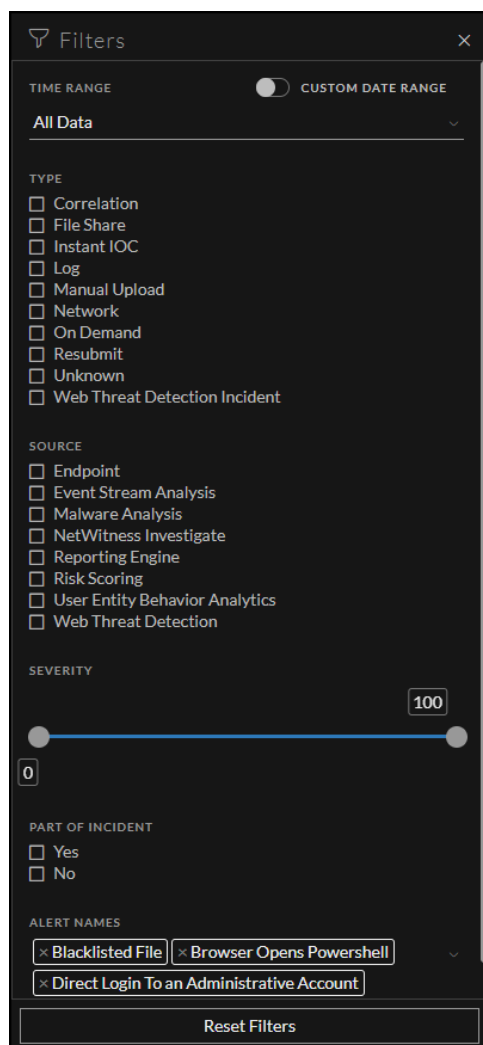 Filters
TIME RANGE CUSTOM DATE RANGE
All Data
TYPE
Correlation
File Share
Instant IOC
Log
Manual Upload
Network
On Demand
Resubmit
Unknown
Web Threat Detection Incident
SOURCE
Endpoint
Event Stream Analysis
Malware Analysis
NetWitness Investigate
Reporting Engine
Risk Scoring
User Entity Behavior Analytics
Web Threat Detection
SEVERITY
100
0
PART OF INCIDENT
Yes
No
ALERT NAMES
× Blacklisted File × Browser Opens Powershell
× Direct Login To an Administrative Account
Reset Filters